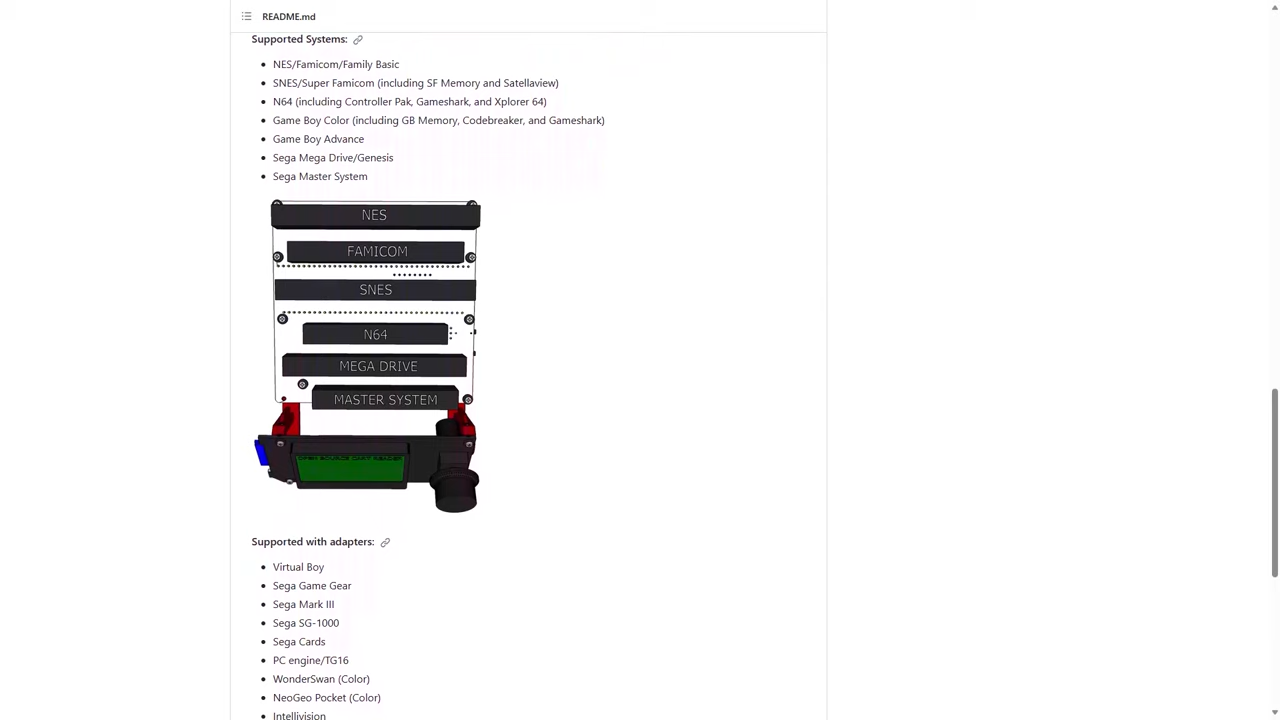 README.md
Supported Systems:
NES/Famicom/Family Basic
SNES/Super Famicom (including SF Memory and Satellaview)
N64 (including Controller Pak, Gameshark, and Xplorer 64)
Game Boy Color (including GB Memory, Codebreaker, and Gameshark)
Game Boy Advance
Sega Mega Drive/Genesis
Sega Master System
NES
FAMICOM
SNES
N64
MEGA DRIVE
MASTER SYSTEM
Supported with adapters:
Virtual Boy
Sega Game Gear
Sega Mark III
Sega SG-1000
Sega Cards
PC engine/TG16
WonderSwan (Color)
NeoGeo Pocket (Color)
Intellivision